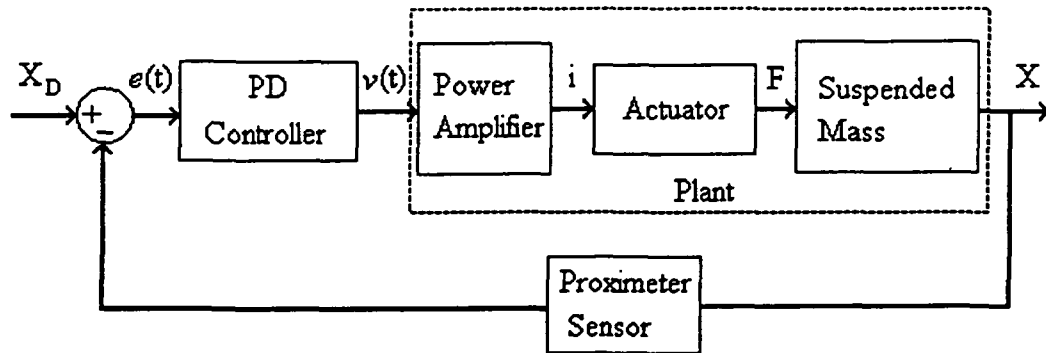 X_D
e(t)
PD
Controller
v(t)
Power
Amplifier
i
Actuator
F
Suspended
Mass
X
+
−
Plant
Proximeter
Sensor